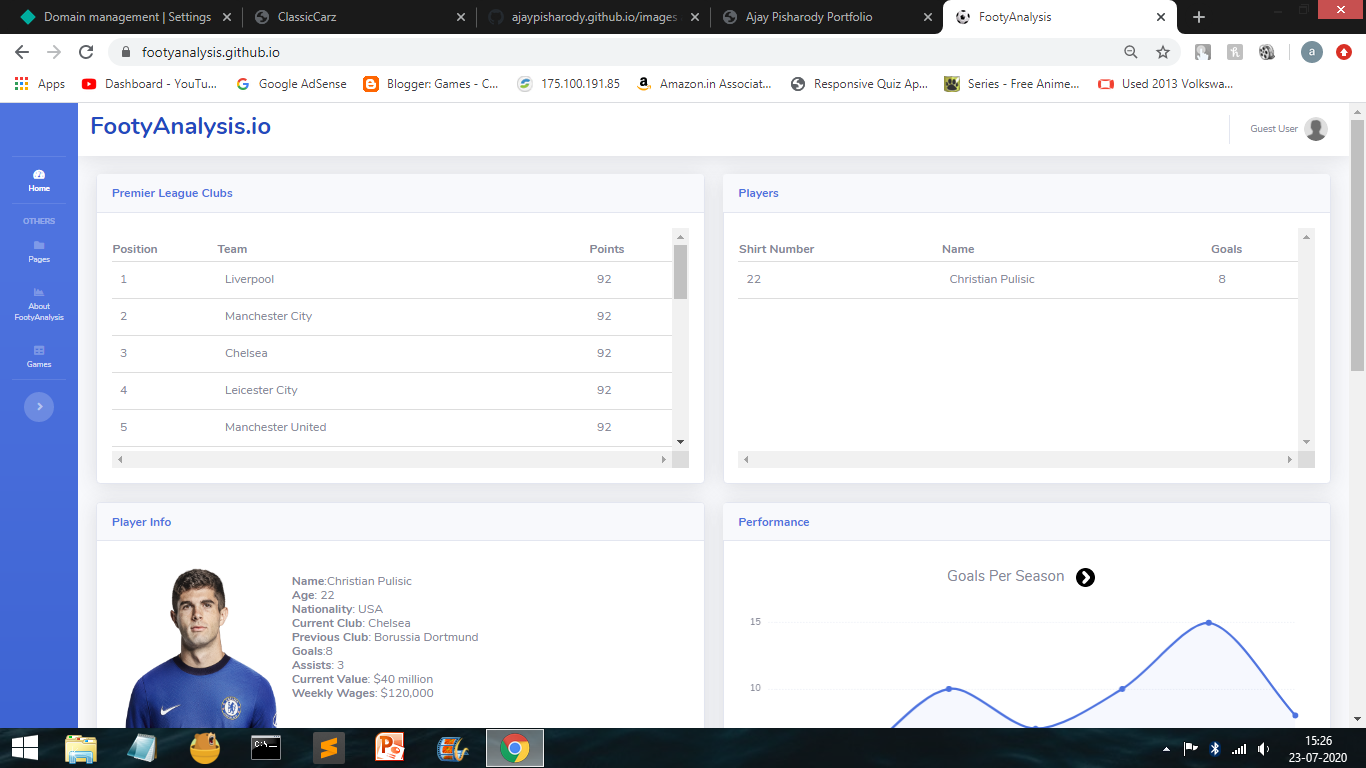 Domain management | Settings
ClassicCarz
ajaypisharody.github.io/images
Ajay Pisharody Portfolio
FootyAnalysis
footyanalysis.github.io
a
Apps
Dashboard - YouTu...
Google AdSense
Blogger: Games - C...
175.100.191.85
Amazon.in Associat...
Responsive Quiz Ap...
Series - Free Anime...
Used 2013 Volkswa...
FootyAnalysis.io
Guest User
Home
OTHERS
Pages
About
FootyAnalysis
Games
Premier League Clubs
Position Team Points
1 Liverpool 92
2 Manchester City 92
3 Chelsea 92
4 Leicester City 92
5 Manchester United 92
Players
Shirt Number Name Goals
22 Christian Pulisic 8
Player Info
Name:Christian Pulisic
Age: 22
Nationality: USA
Current Club: Chelsea
Previous Club: Borussia Dortmund
Goals:8
Assists: 3
Current Value: $40 million
Weekly Wages: $120,000
Performance
Goals Per Season
15
10
15:26
23-07-2020